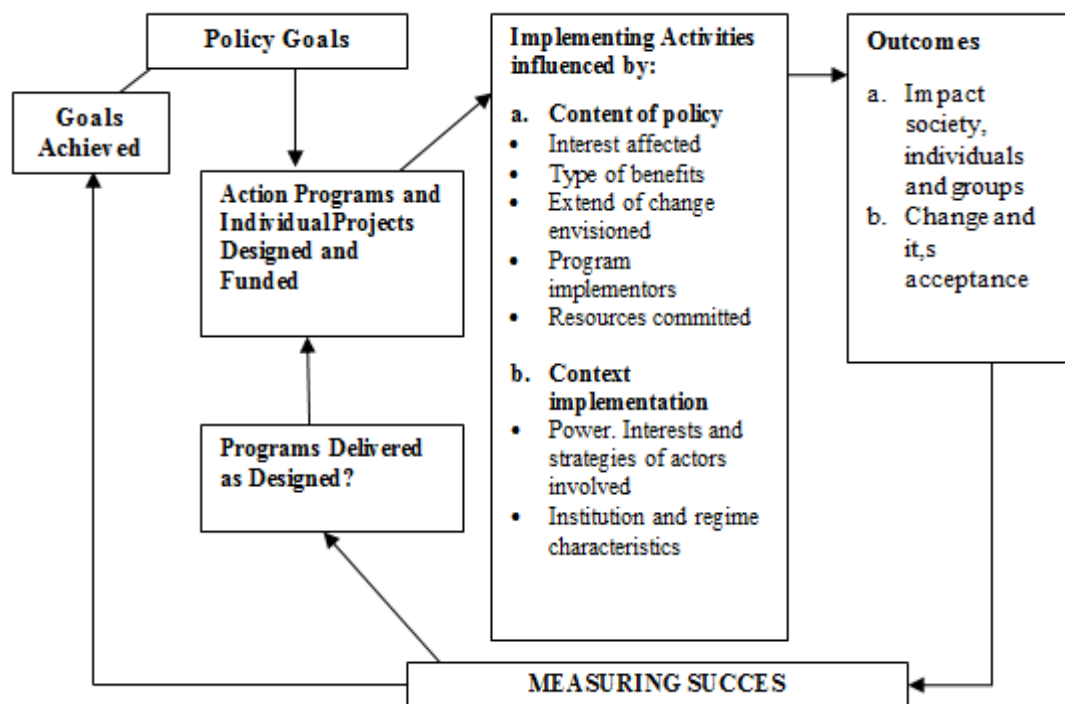 Policy Goals
Goals
Achieved
Action Programs and
Individual Projects
Designed and
Funded
Programs Delivered
as Designed?
Implementing Activities
influenced by:
a. Content of policy
• Interest affected
• Type of benefits
• Extend of change
envisioned
• Program
implementors
• Resources committed
b. Context
implementation
• Power. Interests and
strategies of actors
involved
• Institution and regime
characteristics
Outcomes
a. Impact
society,
individuals
and groups
b. Change and
it,s
acceptance
MEASURING SUCCES